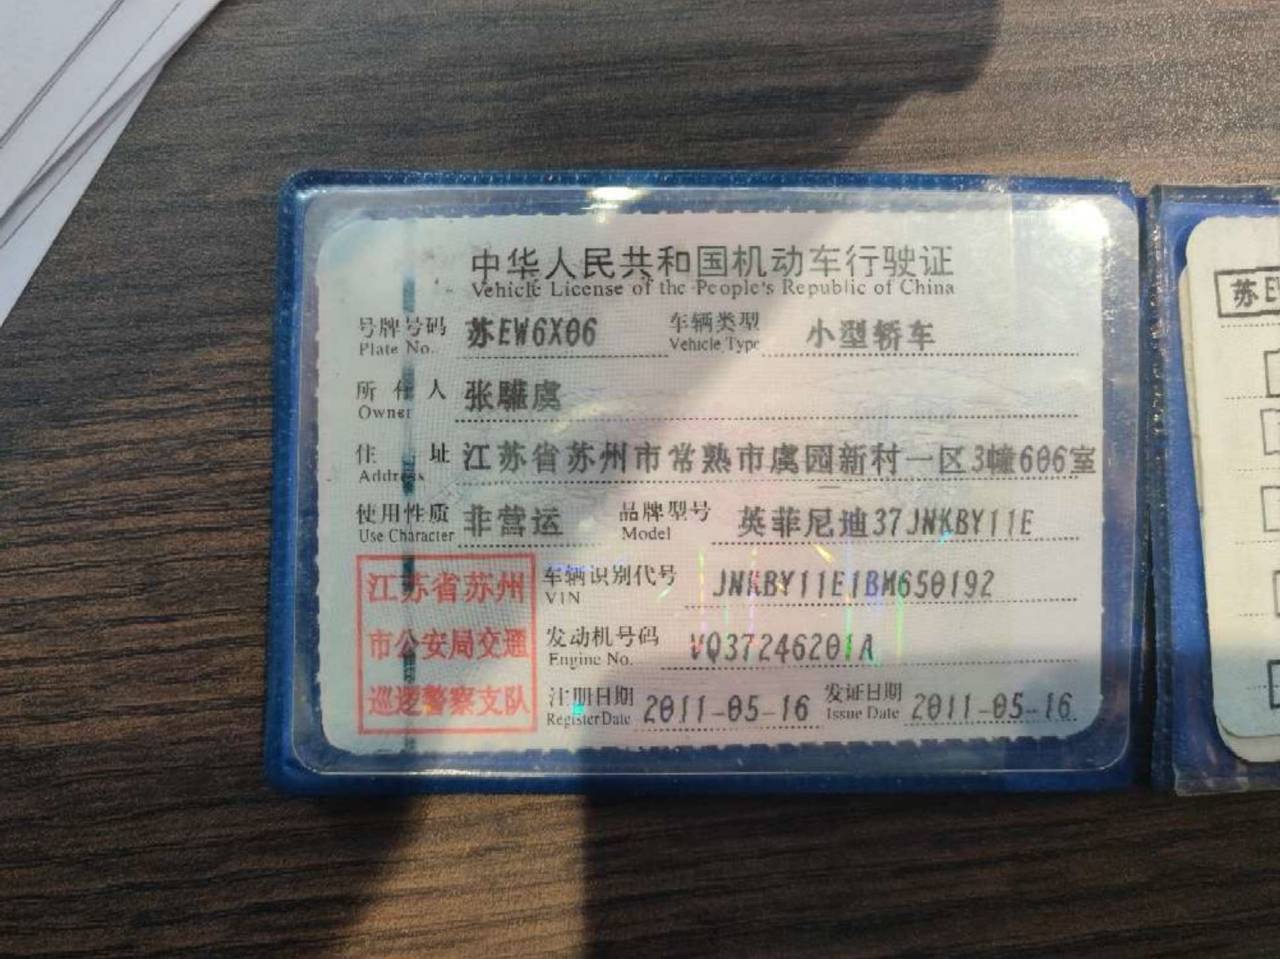 中华人民共和国机动车行驶证
Vehicle License of the People's Republic of China
号牌号码 苏EW6X06 车辆类型 小型轿车
Plate No. Vehicle Type
所有人 张驊虞
Owner
住址 江苏省苏州市常熟市虞园新村一区3幢606室
Address
使用性质 非营运 品牌型号 英菲尼迪37JNKBY11E
Use Character Model
江苏省苏州
市公安局交通
巡逻警察支队
车辆识别代号 JNKBY11E1BM650192
VIN
发动机号码 VQ37246201A
Engine No.
注册日期 2011-05-16 发证日期 2011-05-16
Register Date Issue Date
苏E